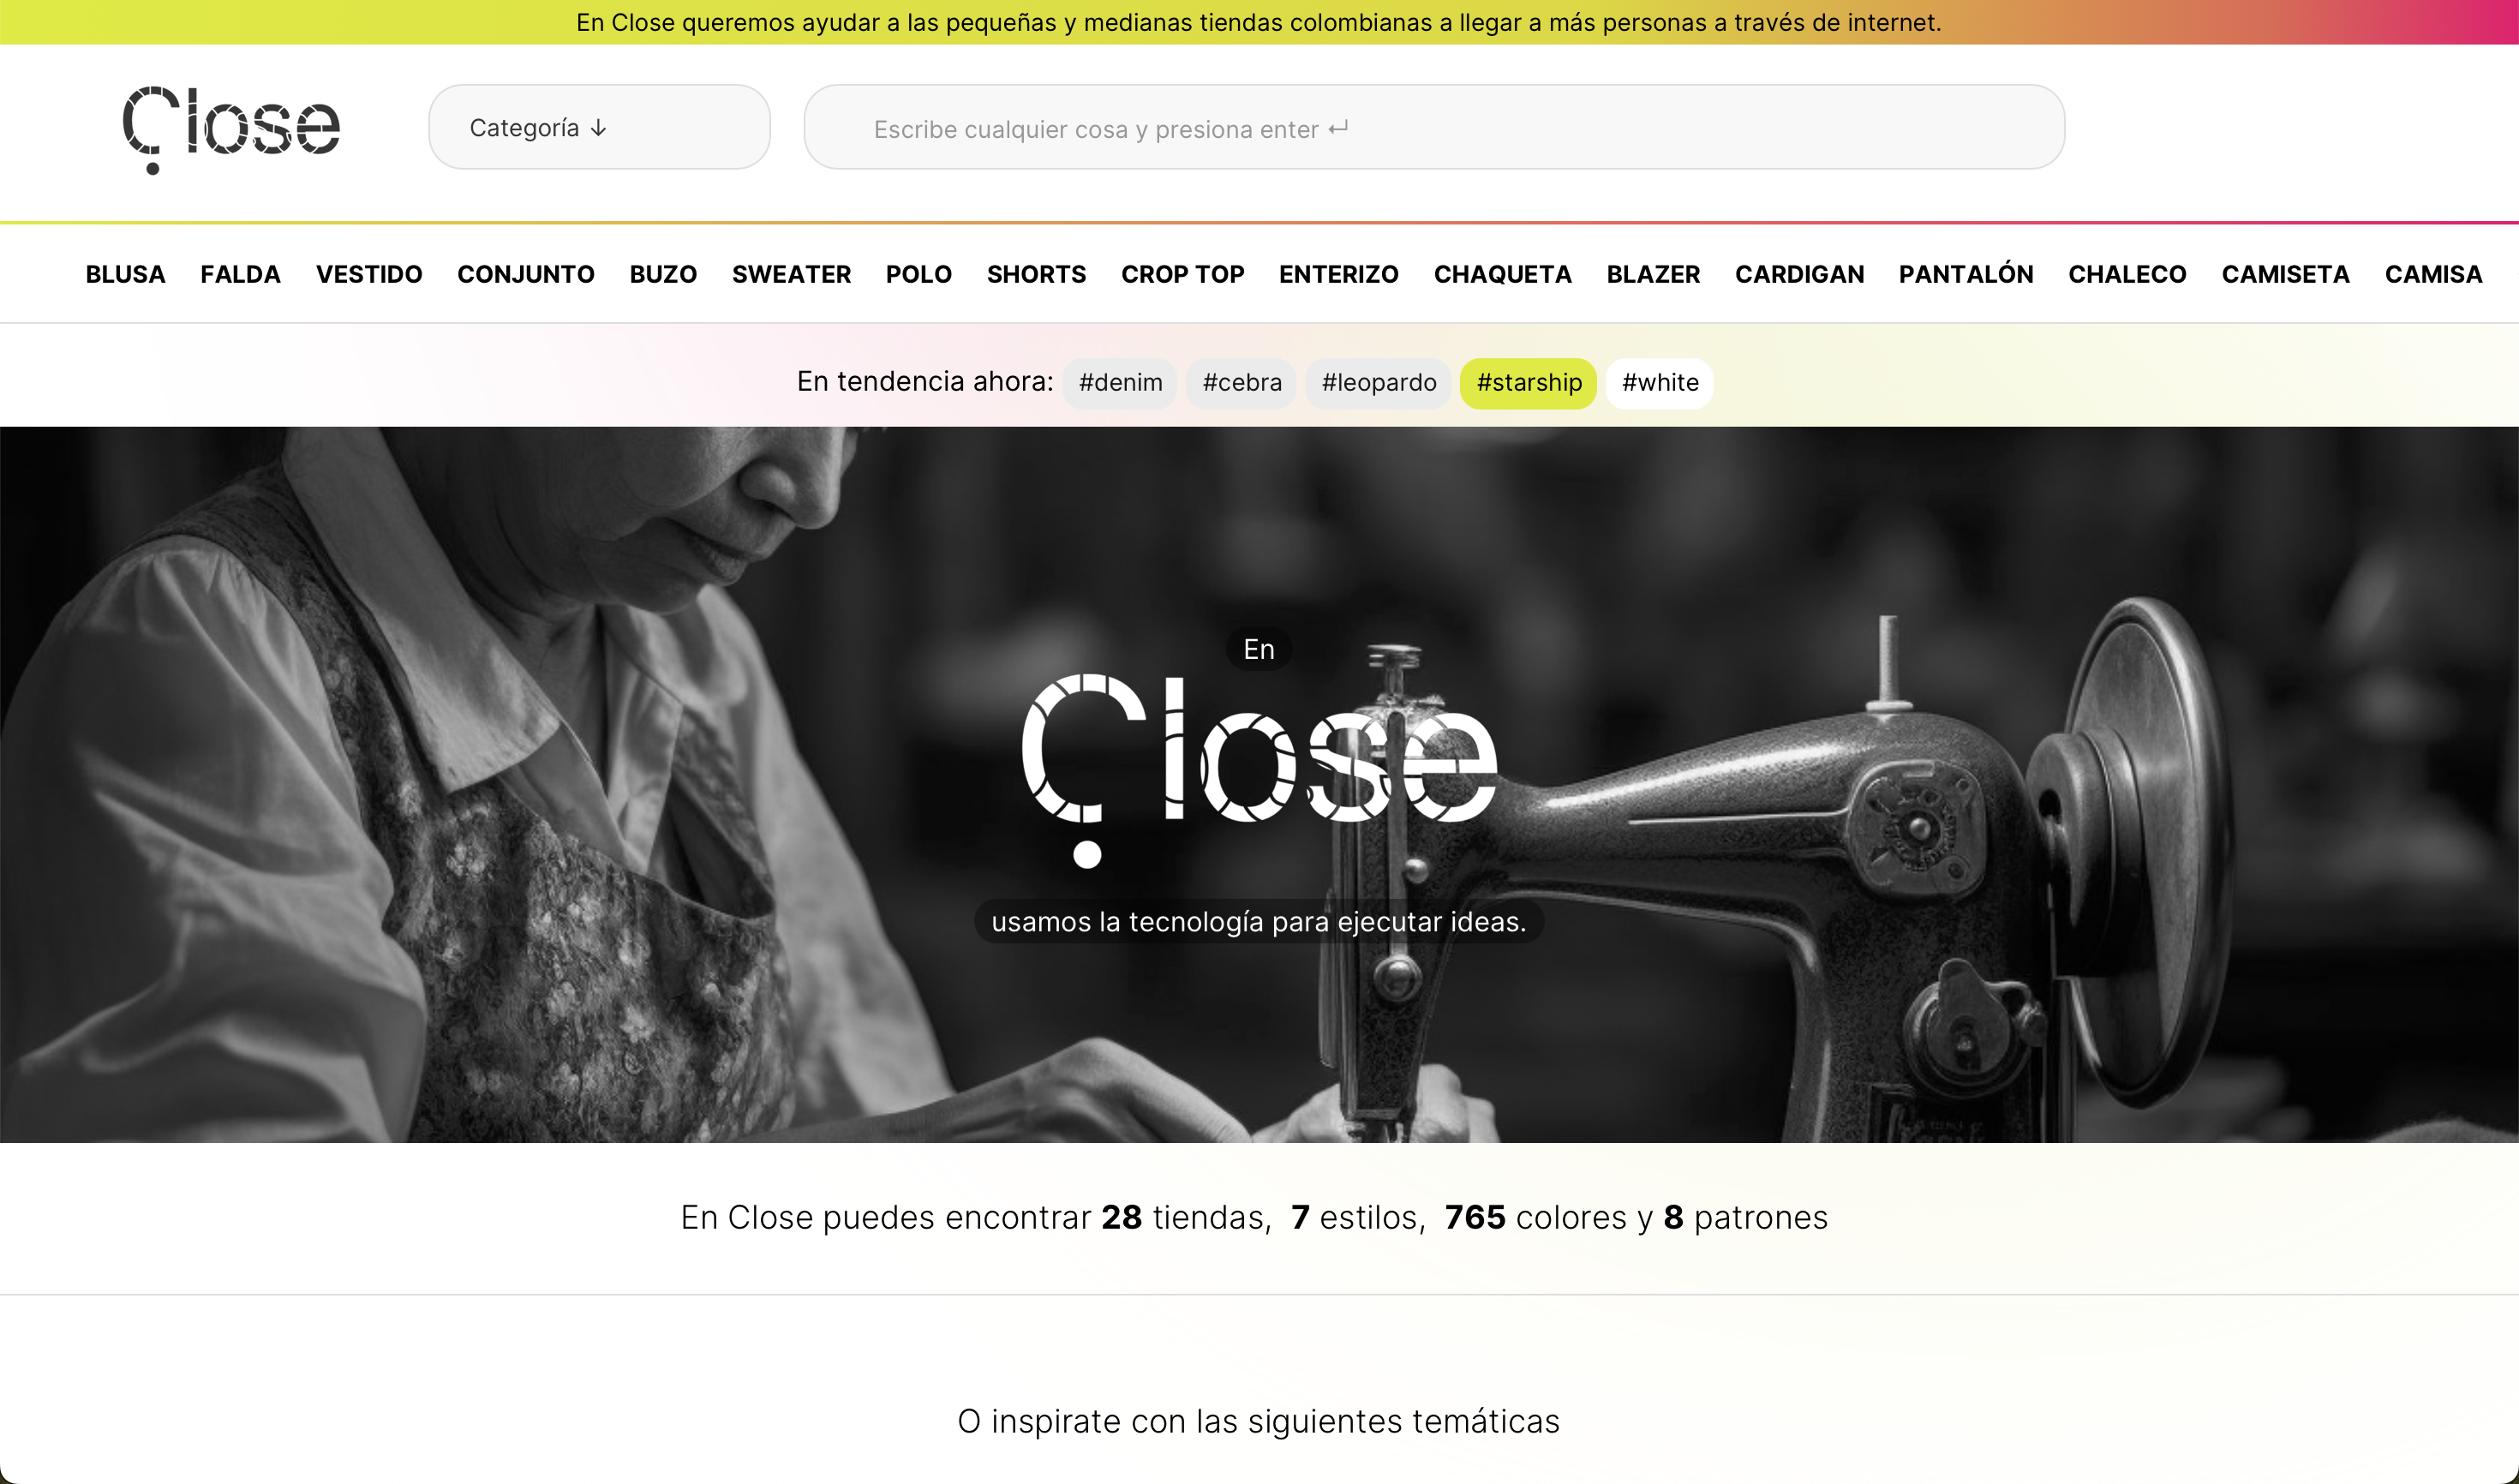 En Close queremos ayudar a las pequeñas y medianas tiendas colombianas a llegar a más personas a través de internet.
Close
Categoría ↓
Escribe cualquier cosa y presiona enter ↵
BLUSA FALDA VESTIDO CONJUNTO BUZO SWEATER POLO SHORTS CROP TOP ENTERIZO CHAQUETA BLAZER CARDIGAN PANTALÓN CHALECO CAMISETA CAMISA
En tendencia ahora: #denim #cebra #leopardo #starship #white
En
Close
usamos la tecnología para ejecutar ideas.
En Close puedes encontrar 28 tiendas, 7 estilos, 765 colores y 8 patrones
O inspirate con las siguientes temáticas